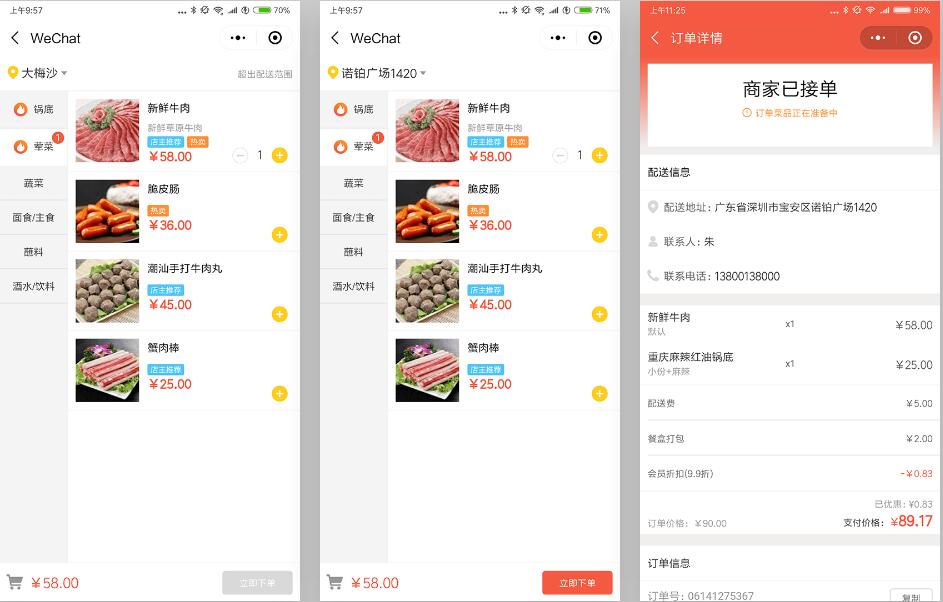 上午9:57
70%
WeChat
大梅沙
超出配送范围
锅底
荤菜
1
蔬菜
面食/主食
蘸料
酒水/饮料
新鲜牛肉
新鲜草原牛肉
店主推荐 热卖
￥58.00
1
脆皮肠
热卖
￥36.00
潮汕手打牛肉丸
店主推荐
￥45.00
蟹肉棒
店主推荐
￥25.00
￥58.00
立即下单
上午9:57
71%
WeChat
诺铂广场1420
锅底
荤菜
1
蔬菜
面食/主食
蘸料
酒水/饮料
新鲜牛肉
新鲜草原牛肉
店主推荐 热卖
￥58.00
1
脆皮肠
热卖
￥36.00
潮汕手打牛肉丸
店主推荐
￥45.00
蟹肉棒
店主推荐
￥25.00
￥58.00
立即下单
上午11:25
99%
订单详情
商家已接单
订单菜品正在准备中
配送信息
配送地址：广东省深圳市宝安区诺铂广场1420
联系人：朱
联系电话：13800138000
新鲜牛肉
默认
x1
￥58.00
重庆麻辣红油锅底
小份+麻辣
x1
￥25.00
配送费
￥5.00
餐盒打包
￥2.00
会员折扣(9.9折)
-￥0.83
已优惠：￥0.83
订单价格：￥90.00
支付价格：￥89.17
订单信息
订单号：06141275367
复制